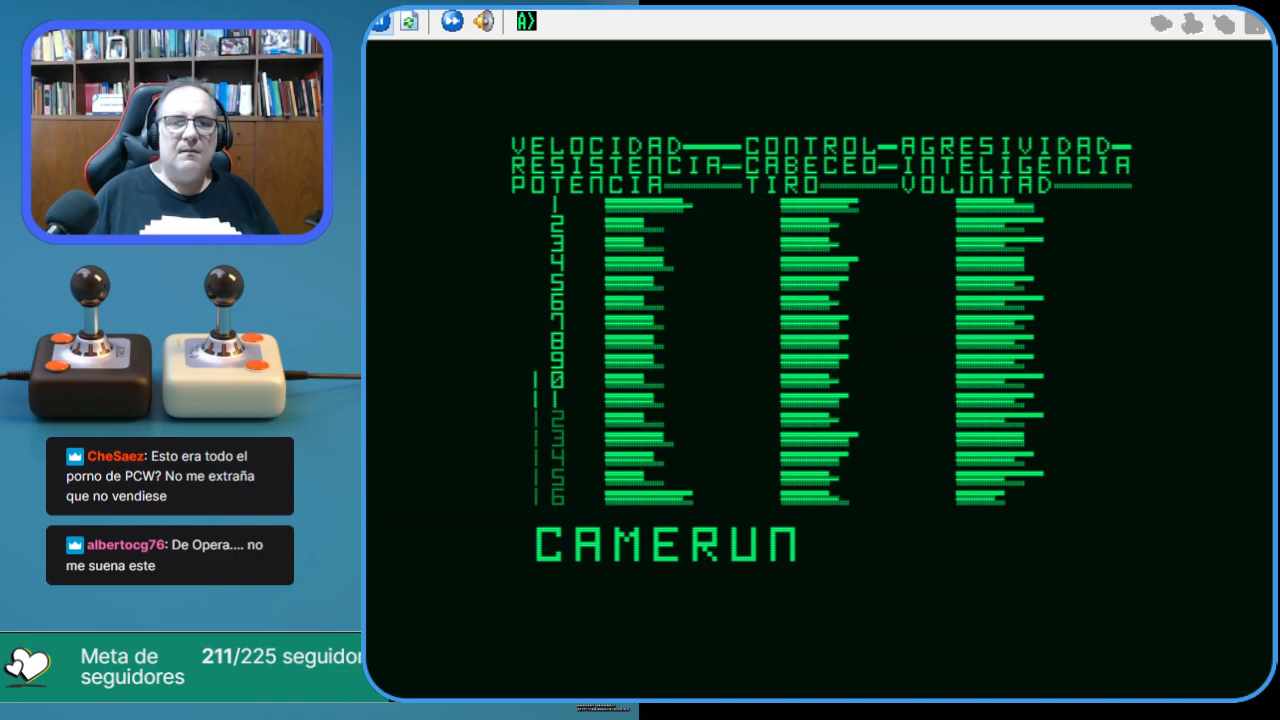 A>
VELOCIDAD CONTROL AGRESIVIDAD
RESISTENCIA CABECEO INTELIGENCIA
POTENCIA TIRO VOLUNTAD
1
2
3
4
5
6
7
8
9
10
11
12
13
14
15
16
CAMERUN
CheSaez: Esto era todo el
porno de PCW? No me extraña
que no vendiese
albertocg76: De Opera.... no
me suena este
Meta de
seguidores
211/225 seguidor